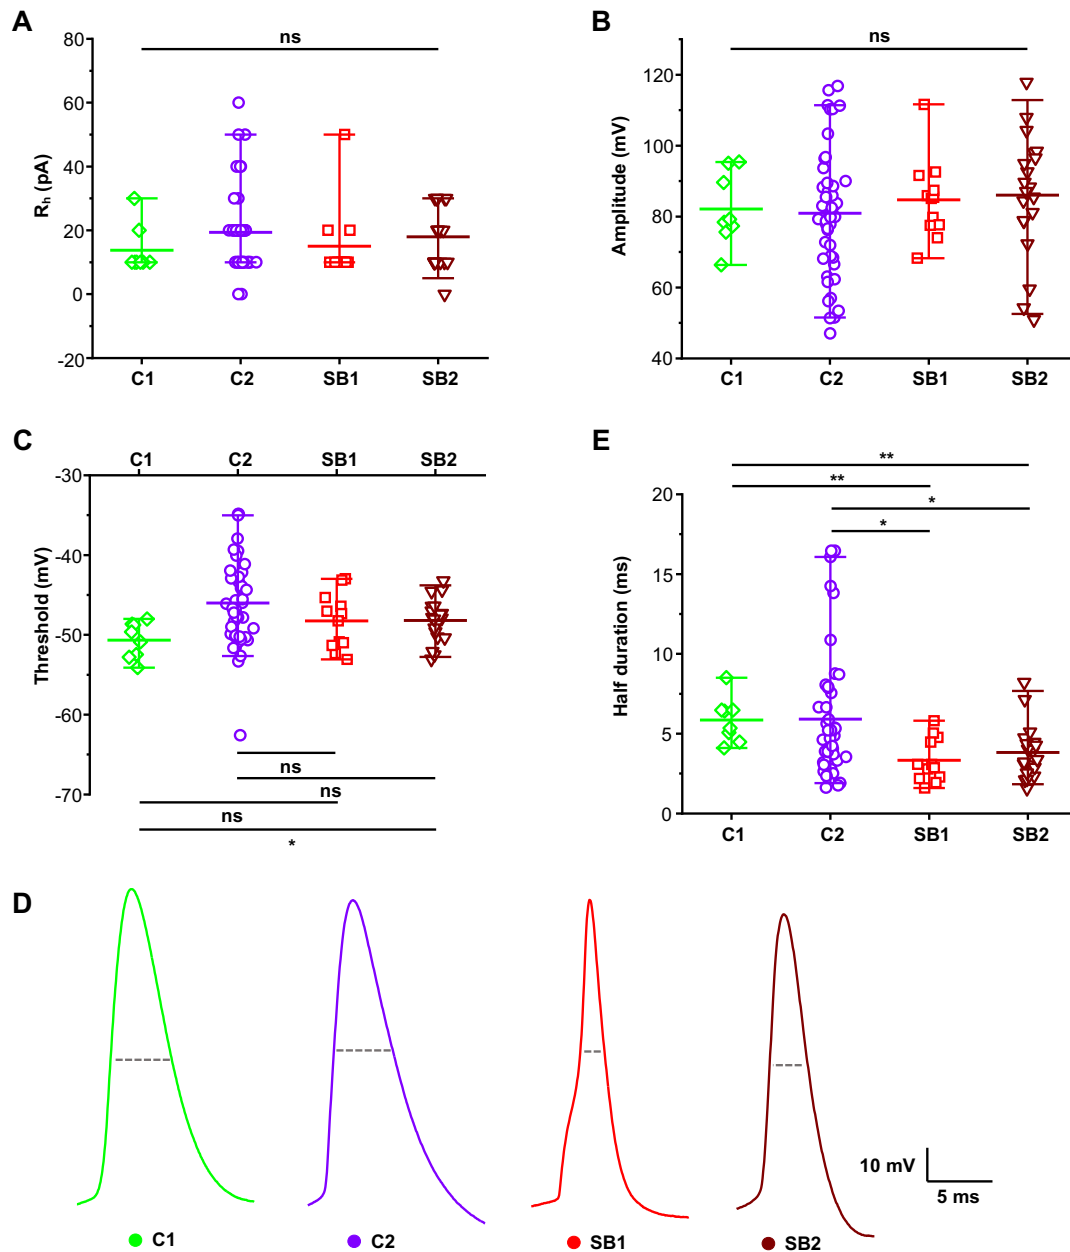 A
80
60
40
20
0
-20
Rh (pA)
ns
C1 C2 SB1 SB2
B
120
100
80
60
40
Amplitude (mV)
ns
C1 C2 SB1 SB2
C
C1 C2 SB1 SB2
-30
-40
-50
-60
-70
Threshold (mV)
ns
ns
ns
*
E
**
**
*
*
20
15
10
5
0
Half duration (ms)
C1 C2 SB1 SB2
D
10 mV
5 ms
C1 C2 SB1 SB2